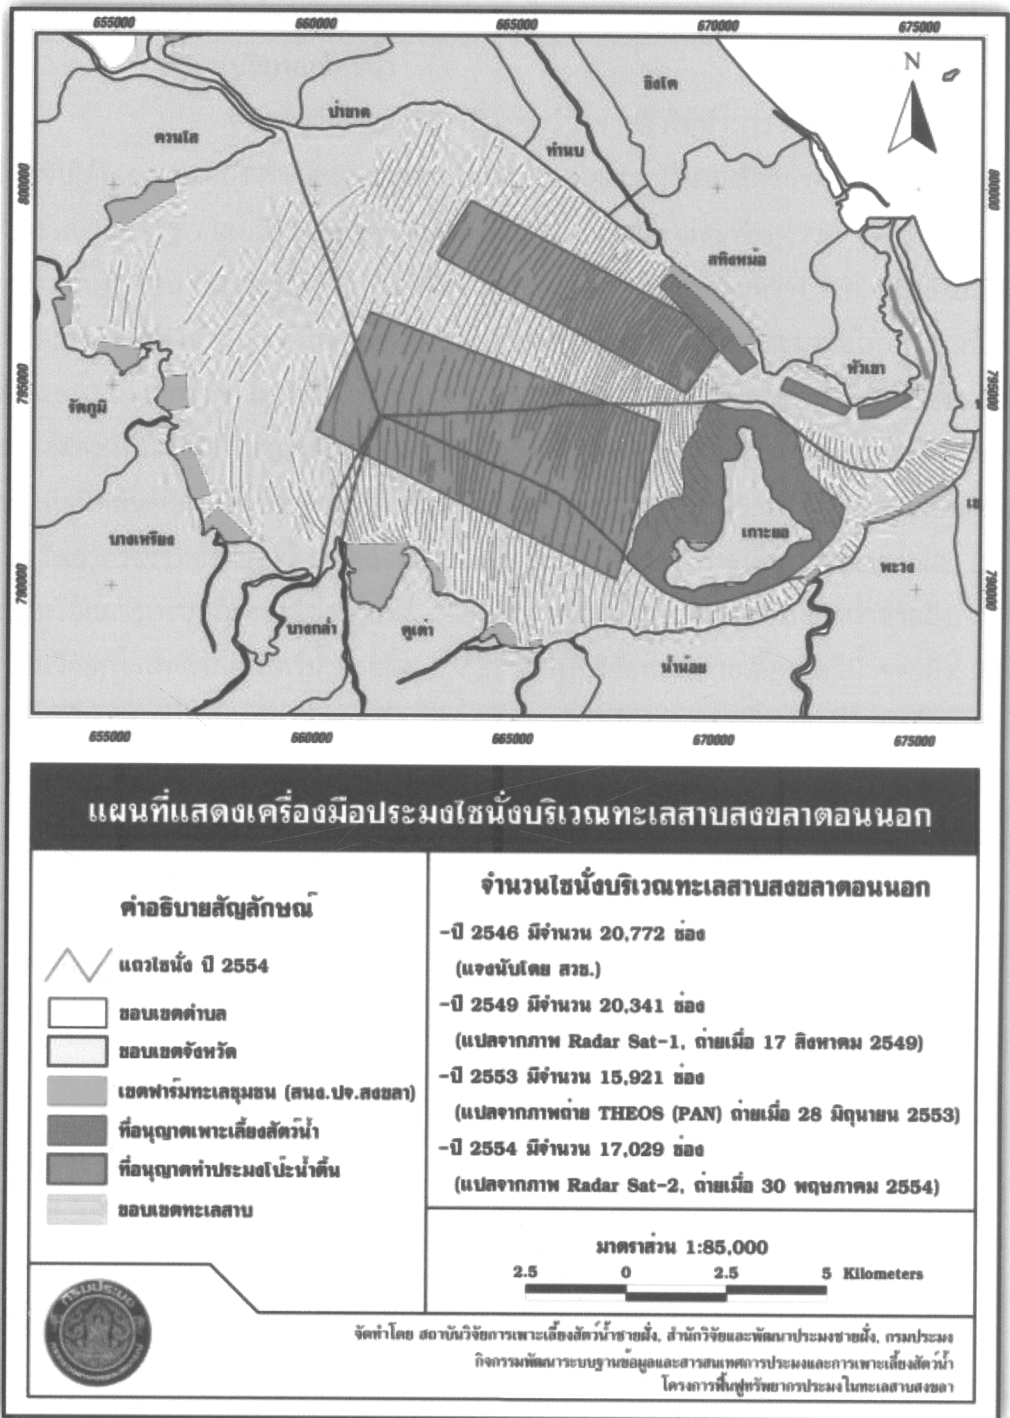 655000 660000 665000 670000 675000
N
ชิงโค
ป่าขาด
ควนโส
ทำนบ
800000 800000
สทิงหม้อ
หัวเขา
795000 795000
รัตภูมิ
เกาะยอ
บางเหรียง
พะวง
790000 790000
บางกล่ำ
คูเต่า
น้ำน้อย
655000 660000 665000 670000 675000
แผนที่แสดงเครื่องมือประมงไซนั่งบริเวณทะเลสาบสงขลาตอนนอก
คำอธิบายสัญลักษณ์
แถวไซนั่ง ปี 2554
ขอบเขตตำบล
ขอบเขตจังหวัด
เขตฟาร์มทะเลชุมชน (สนง.ปจ.สงขลา)
ที่อนุญาตเพาะเลี้ยงสัตว์น้ำ
ที่อนุญาตทำประมงโป๊ะน้ำตื้น
ขอบเขตทะเลสาบ
จำนวนไซนั่งบริเวณทะเลสาบสงขลาตอนนอก
-ปี 2546 มีจำนวน 20,772 ช่อง
(แจงนับโดย สวช.)
-ปี 2549 มีจำนวน 20,341 ช่อง
(แปลจากภาพ Radar Sat-1, ถ่ายเมื่อ 17 สิงหาคม 2549)
-ปี 2553 มีจำนวน 15,921 ช่อง
(แปลจากภาพถ่าย THEOS (PAN) ถ่ายเมื่อ 28 มิถุนายน 2553)
-ปี 2554 มีจำนวน 17,029 ช่อง
(แปลจากภาพ Radar Sat-2, ถ่ายเมื่อ 30 พฤษภาคม 2554)
มาตราส่วน 1:85,000
2.5 0 2.5 5 Kilometers
กรมประมง
จัดทำโดย สถาบันวิจัยการเพาะเลี้ยงสัตว์น้ำชายฝั่ง, สำนักวิจัยและพัฒนาประมงชายฝั่ง, กรมประมง
กิจกรรมพัฒนาระบบฐานข้อมูลและสารสนเทศการประมงและการเพาะเลี้ยงสัตว์น้ำ
โครงการฟื้นฟูทรัพยากรประมงในทะเลสาบสงขลา